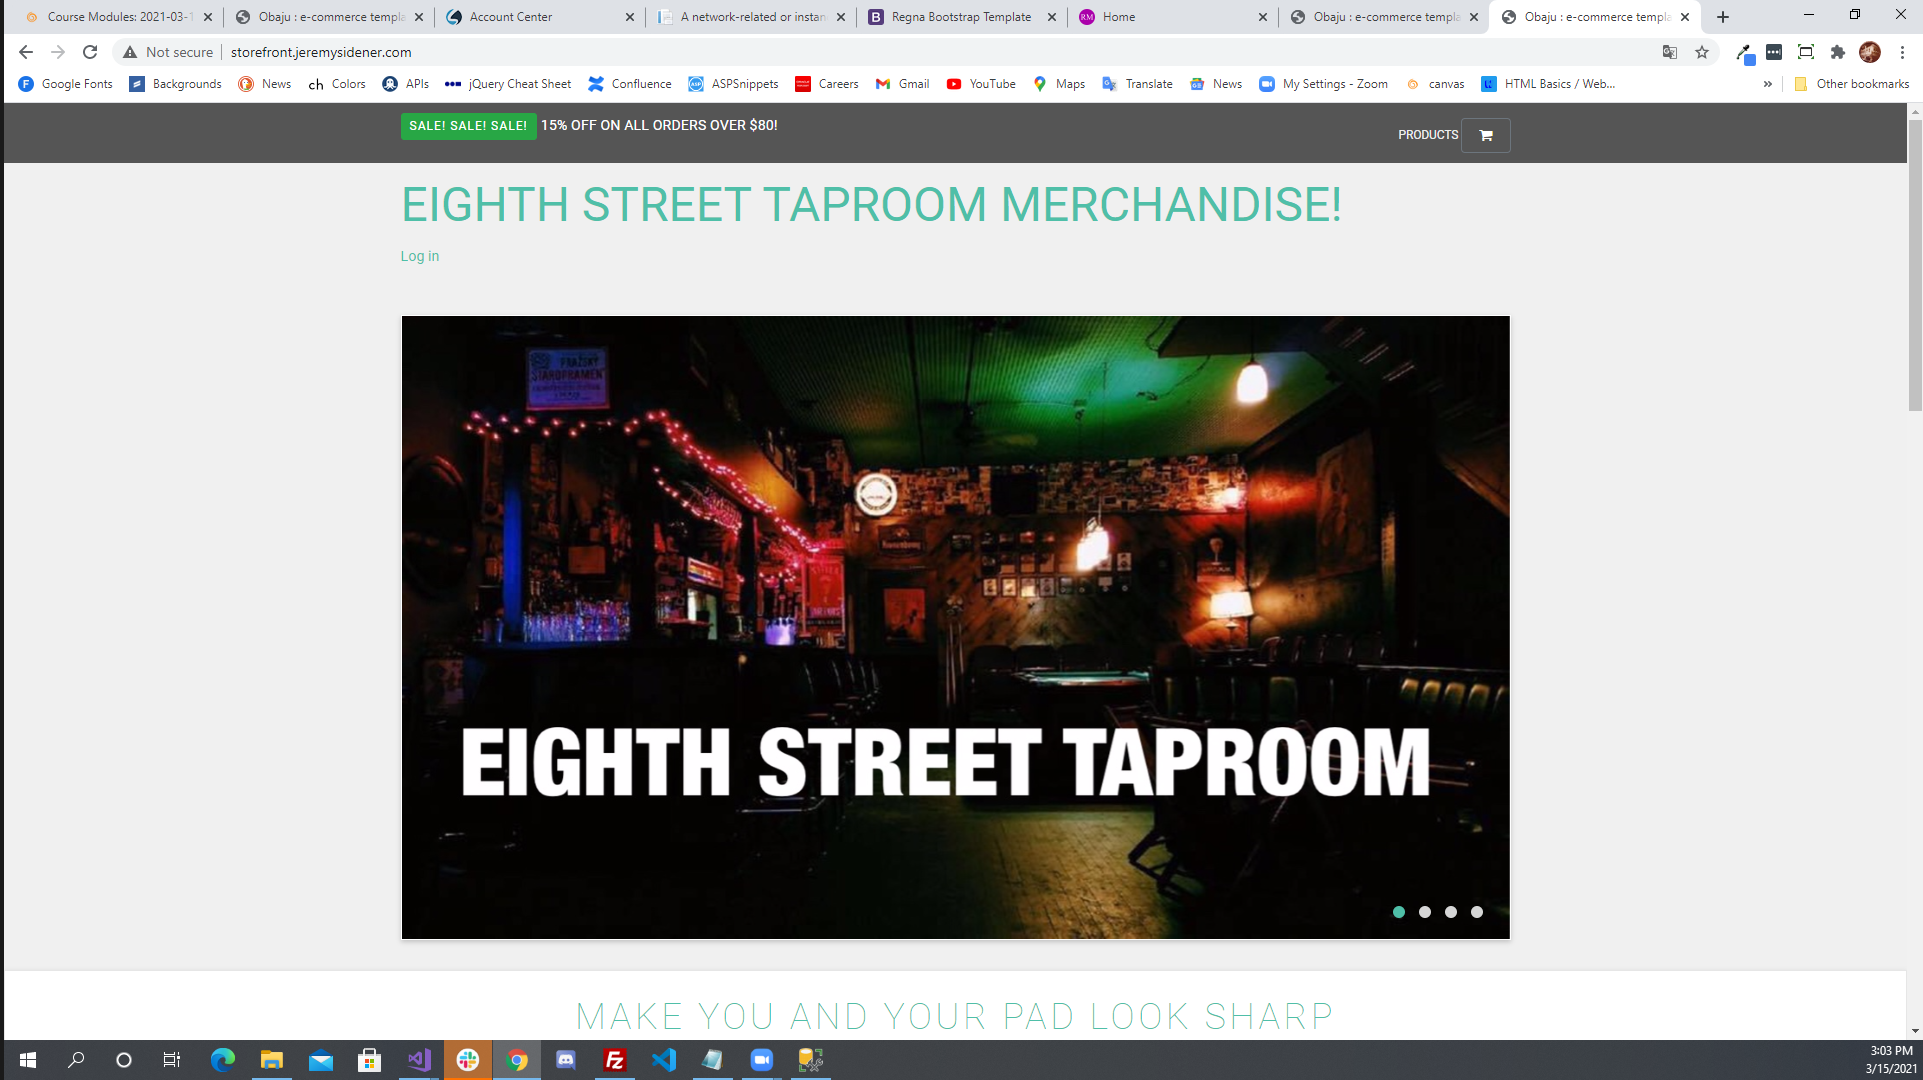 Course Modules: 2021-03-1
Obaju : e-commerce templa
Account Center
A network-related or instan
Regna Bootstrap Template
Home
Obaju : e-commerce templa
Obaju : e-commerce templa
Not secure
storefront.jeremysidener.com
Google Fonts
Backgrounds
News
ch Colors
APIs
jQuery Cheat Sheet
Confluence
ASPSnippets
Careers
Gmail
YouTube
Maps
Translate
News
My Settings - Zoom
canvas
HTML Basics / Web...
»
Other bookmarks
SALE! SALE! SALE! 15% OFF ON ALL ORDERS OVER $80!
PRODUCTS
EIGHTH STREET TAPROOM MERCHANDISE!
Log in
STAROPRAMEN
EIGHTH STREET TAPROOM
MAKE YOU AND YOUR PAD LOOK SHARP
3:03 PM
3/15/2021